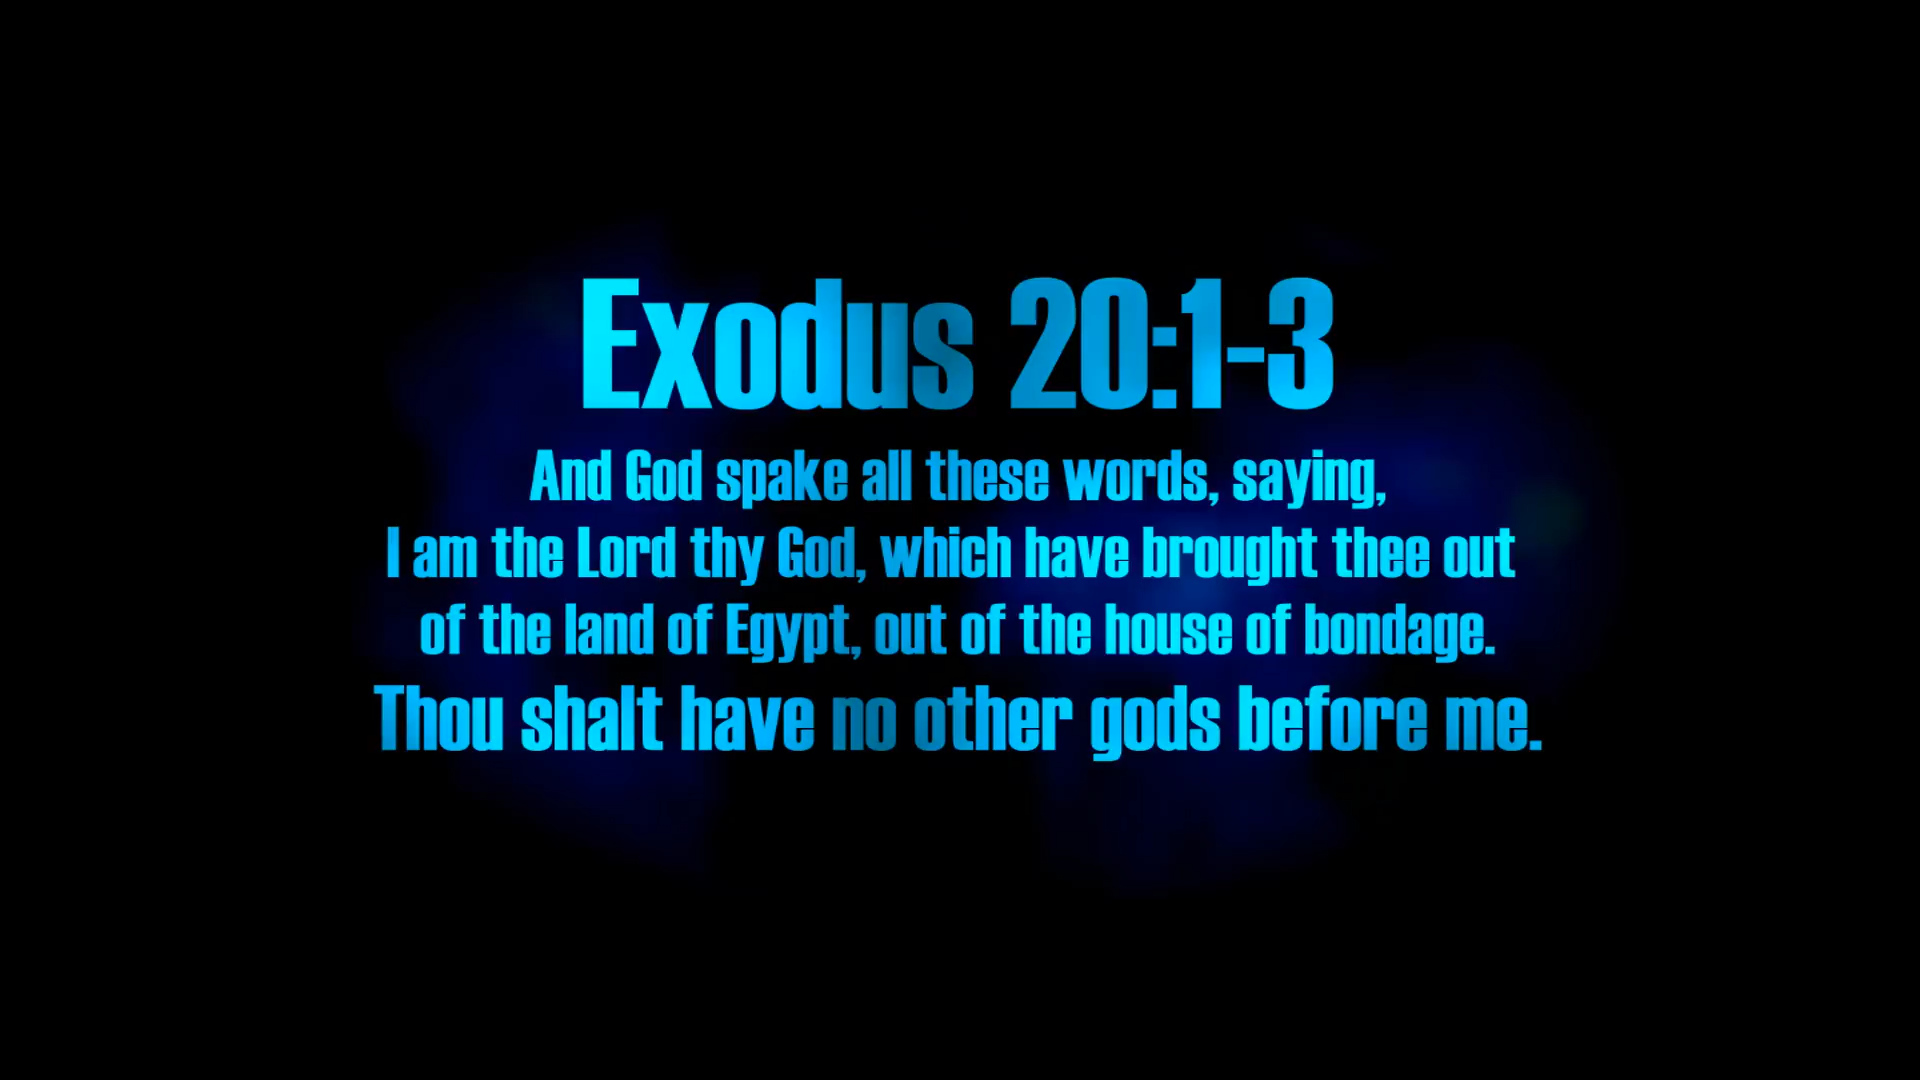 Exodus 20:1-3
And God spake all these words, saying,
I am the Lord thy God, which have brought thee out
of the land of Egypt, out of the house of bondage.
Thou shalt have no other gods before me.